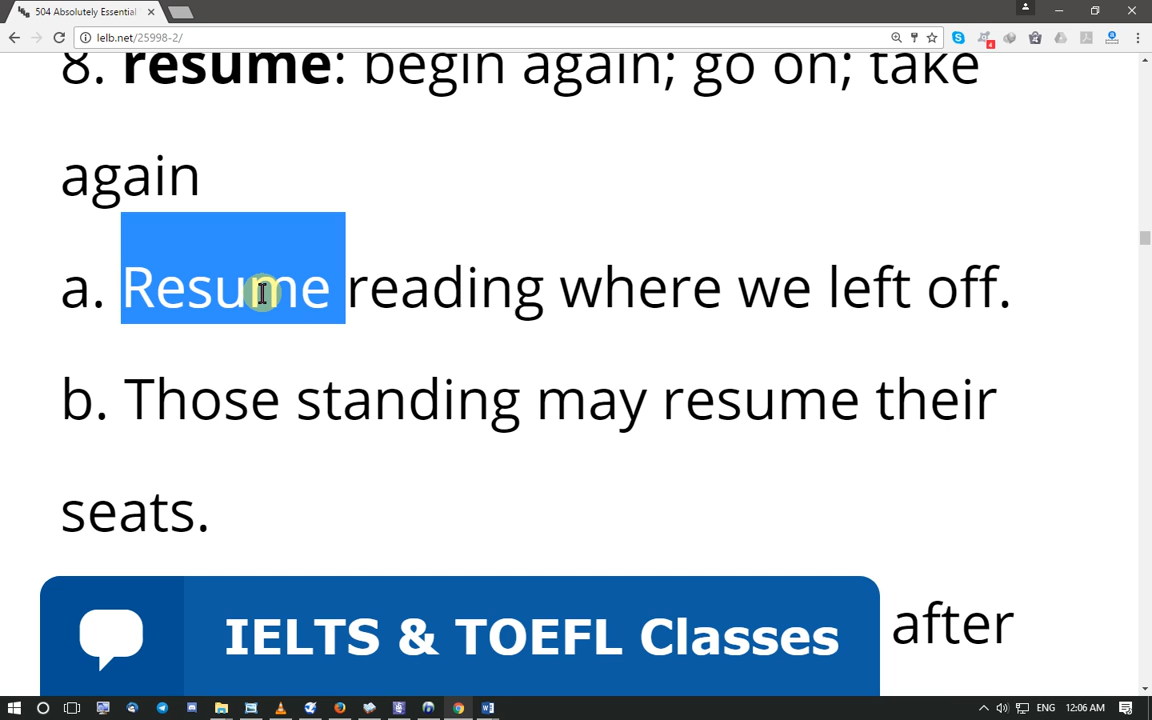 504 Absolutely Essential
lelb.net/25998-2/
8. resume: begin again; go on; take
again
a. Resume reading where we left off.
b. Those standing may resume their
seats.
after
IELTS & TOEFL Classes
4
ENG 12:06 AM